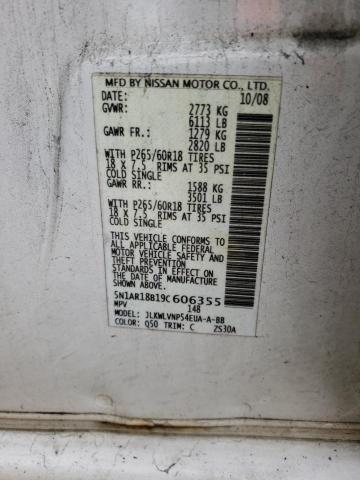 MFD BY NISSAN MOTOR CO., LTD.
DATE: 10/08
GVWR: 2773 KG
6113 LB
GAWR FR: 1279 KG
2820 LB
WITH P265/60R18 TIRES
18 X 7.5 RIMS AT 35 PSI
COLD SINGLE
GAWR RR: 1588 KG
3501 LB
WITH P265/60R18 TIRES
18 X 7.5 RIMS AT 35 PSI
COLD SINGLE
THIS VEHICLE CONFORMS TO ALL
APPLICABLE FEDERAL MOTOR VEHICLE
SAFETY AND THEFT PREVENTION
STANDARDS IN EFFECT ON THE DATE
OF MANUFACTURE SHOWN ABOVE.
5N1AR18B19C606355
MPV 148
MODEL: JLKWLVNP54EUA-A-BB
COLOR: Q50 TRIM: C ZS30A